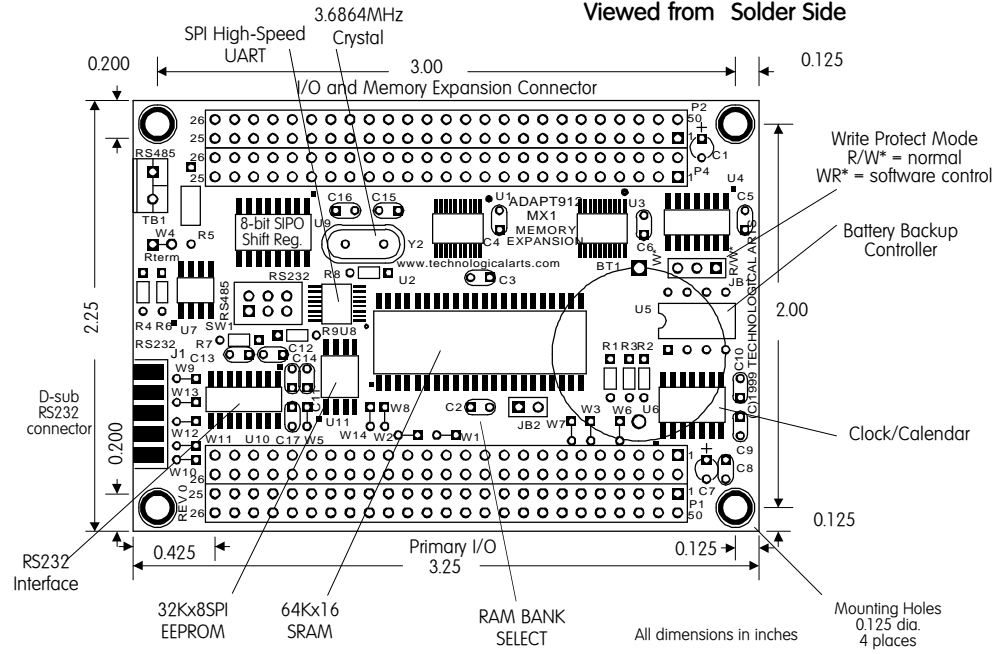 Viewed from Solder Side
3.6864MHz
Crystal
SPI High-Speed
UART
0.200
3.00
0.125
I/O and Memory Expansion Connector
26
25
26
25
P2
50
1
P4
1
C1
+
RS485
TB1
W4
Rterm
R5
8-bit SIPO
Shift Reg.
U9
C16
C15
Y2
U1
C4
ADAPT912
MX1
MEMORY
EXPANSION
U3
C6
U4
C5
www.technologicalarts.com
Write Protect Mode
R/W* = normal
WR* = software control
Battery Backup
Controller
W*
R/W*
JB1
BT1
U5
RS232
RS485
R8
U2
C3
2.25
2.00
R4
R6
U7
SW1
R7
R9
U8
RS232
J1
C13
C12
C14
W9
W13
W12
W11
W10
U10
C17
C11
W5
U11
W14
W8
W2
W1
C2
JB2
W7
W3
W6
R1
R3
R2
U6
C10
C9
C8
C7
+
(C)1999 TECHNOLOGICAL ARTS
D-sub
RS232
connector
Clock/Calendar
0.200
REV.0
26
25
26
1
1
P1
50
0.125
RS232
Interface
0.425
Primary I/O
3.25
0.125
32Kx8SPI
EEPROM
64Kx16
SRAM
RAM BANK
SELECT
All dimensions in inches
Mounting Holes
0.125 dia.
4 places